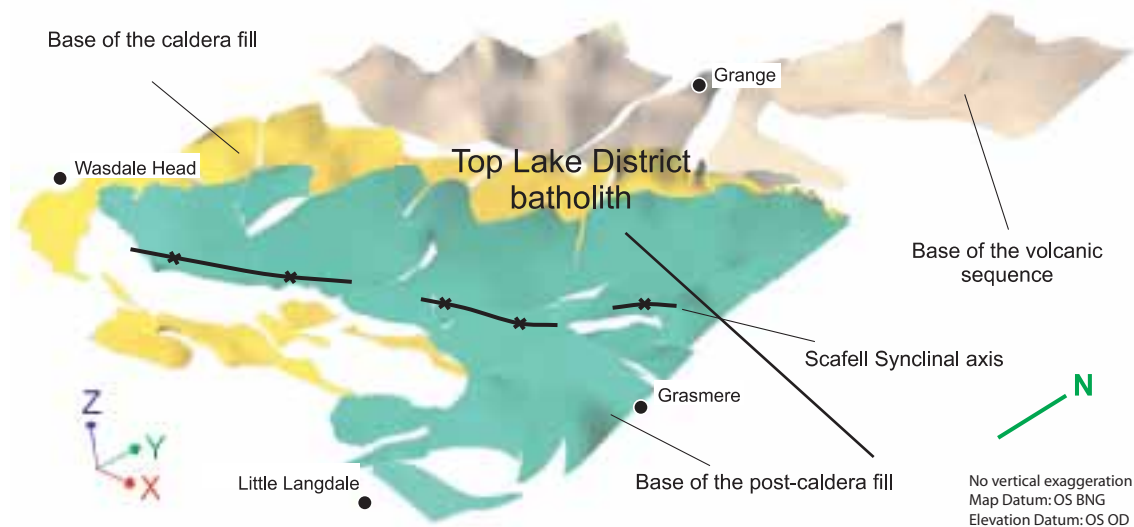 Base of the caldera fill
Grange
Wasdale Head
Top Lake District
batholith
Base of the volcanic
sequence
Scafell Synclinal axis
N
Grasmere
Z
Y
X
Little Langdale
Base of the post-caldera fill
No vertical exaggeration
Map Datum: OS BNG
Elevation Datum: OS OD